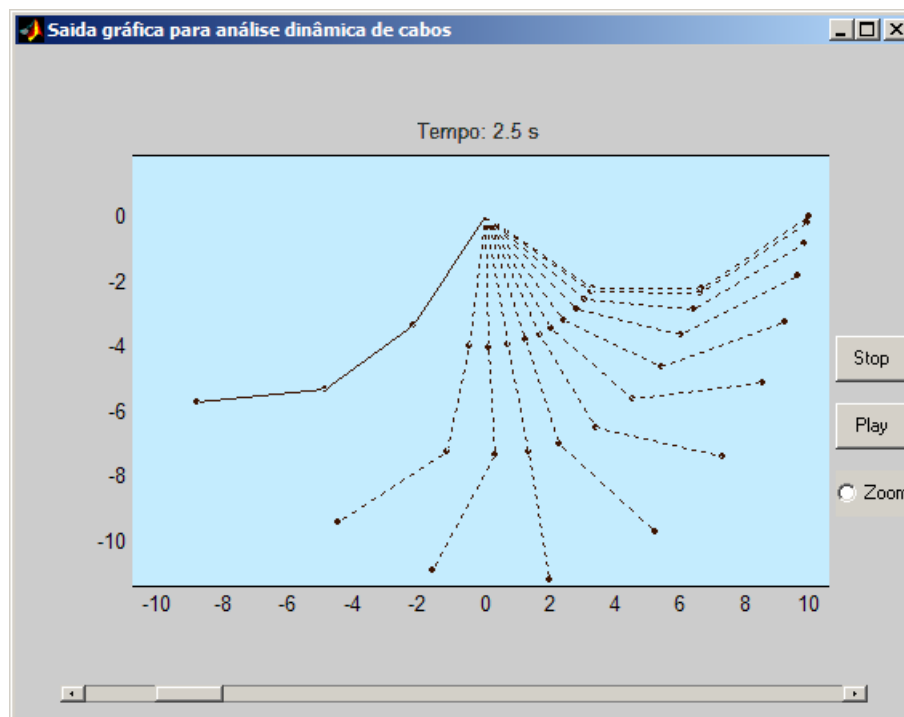 Saida gráfica para análise dinâmica de cabos
Tempo: 2.5 s
0
-2
-4
-6
-8
-10
-10 -8 -6 -4 -2 0 2 4 6 8 10
Stop
Play
Zoom